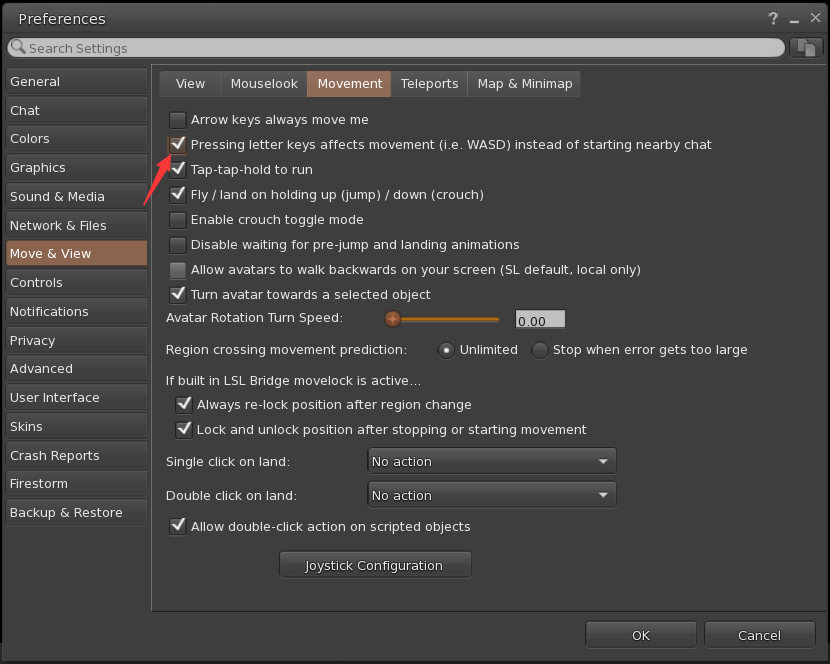 Preferences
?
Search Settings
General
Chat
Colors
Graphics
Sound & Media
Network & Files
Move & View
Controls
Notifications
Privacy
Advanced
User Interface
Skins
Crash Reports
Firestorm
Backup & Restore
View Mouselook Movement Teleports Map & Minimap
Arrow keys always move me
Pressing letter keys affects movement (i.e. WASD) instead of starting nearby chat
Tap-tap-hold to run
Fly / land on holding up (jump) / down (crouch)
Enable crouch toggle mode
Disable waiting for pre-jump and landing animations
Allow avatars to walk backwards on your screen (SL default, local only)
Turn avatar towards a selected object
Avatar Rotation Turn Speed: 0.00
Region crossing movement prediction: Unlimited Stop when error gets too large
If built in LSL Bridge movelock is active...
Always re-lock position after region change
Lock and unlock position after stopping or starting movement
Single click on land: No action
Double click on land: No action
Allow double-click action on scripted objects
Joystick Configuration
OK Cancel